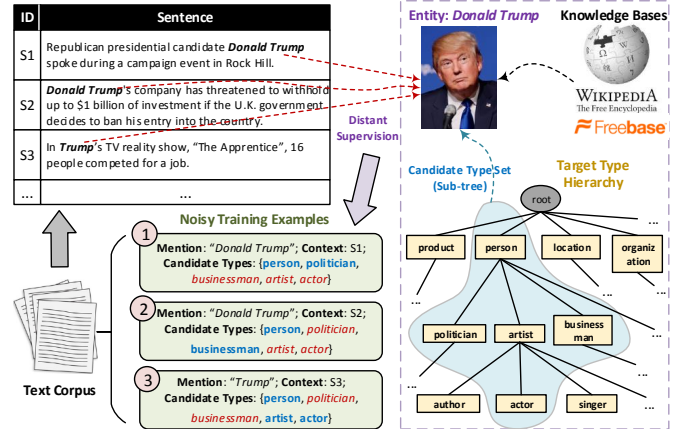 ID Sentence
S1 Republican presidential candidate Donald Trump
spoke during a campaign event in Rock Hill.
S2 Donald Trump's company has threatened to withhold
up to $1 billion of investment if the U.K. government
decides to ban his entry into the country.
S3 In Trump's TV reality show, "The Apprentice", 16
people competed for a job.
... ...
Distant
Supervision
Text Corpus
Noisy Training Examples
1
Mention: "Donald Trump"; Context: S1;
Candidate Types: {person, politician,
businessman, artist, actor}
2
Mention: "Donald Trump"; Context: S2;
Candidate Types: {person, politician,
businessman, artist, actor}
3
Mention: "Trump"; Context: S3;
Candidate Types: {person, politician,
businessman, artist, actor}
Entity: Donald Trump
Knowledge Bases
WIKIPEDIA
The Free Encyclopedia
Freebase
Candidate Type Set
(Sub-tree)
Target Type
Hierarchy
root
...
product person location organiz
ation
... ... ...
politician artist business
man
...
...
author actor singer
...